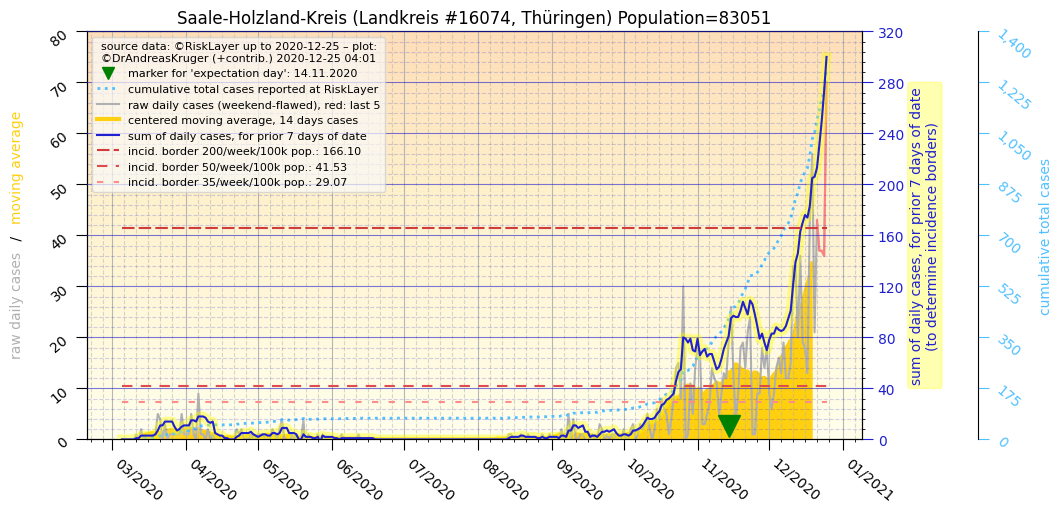 Saale-Holzland-Kreis (Landkreis #16074, Thüringen) Population=83051
source data: ©RiskLayer up to 2020-12-25 – plot:
©DrAndreasKruger (+contrib.) 2020-12-25 04:01
marker for 'expectation day': 14.11.2020
cumulative total cases reported at RiskLayer
raw daily cases (weekend-flawed), red: last 5
centered moving average, 14 days cases
sum of daily cases, for prior 7 days of date
incid. border 200/week/100k pop.: 166.10
incid. border 50/week/100k pop.: 41.53
incid. border 35/week/100k pop.: 29.07
raw daily cases / moving average
80
70
60
50
40
30
20
10
0
03/2020
04/2020
05/2020
06/2020
07/2020
08/2020
09/2020
10/2020
11/2020
12/2020
01/2021
320
280
240
200
160
120
80
40
0
sum of daily cases, for prior 7 days of date
(to determine incidence borders)
1,400
1,225
1,050
875
700
525
350
175
0
cumulative total cases